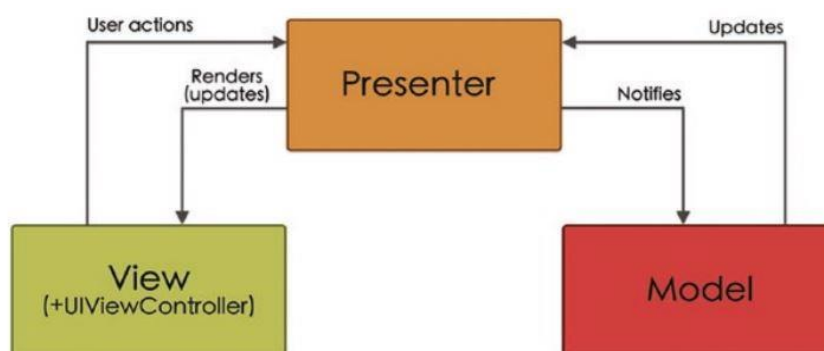 User actions
Updates
Renders
(updates)
Presenter
Notifies
View
(+UIViewController)
Model